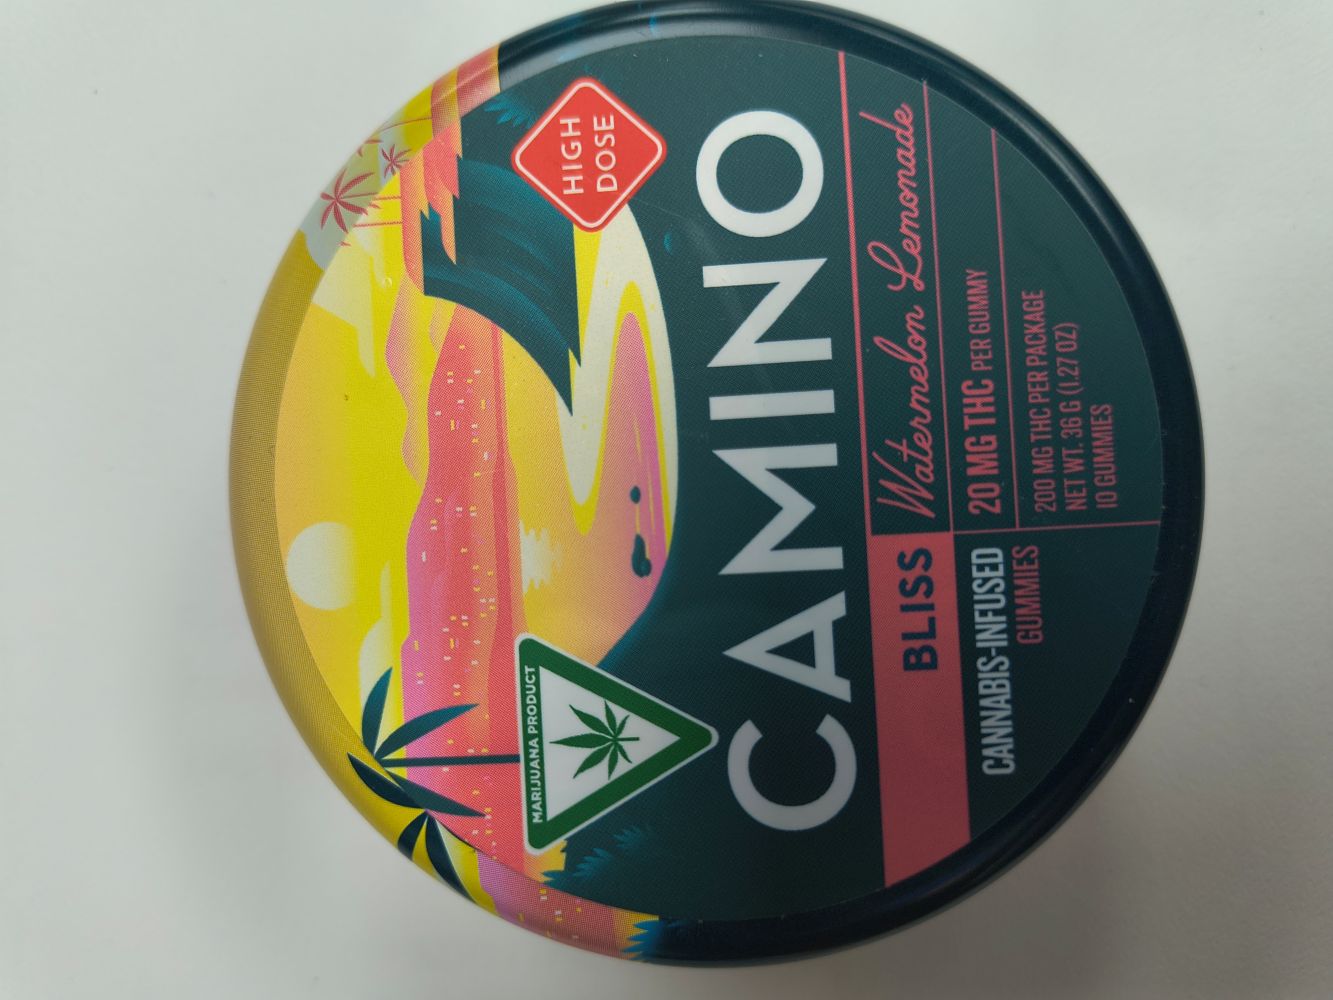 HIGH
DOSE
MARIJUANA PRODUCT
CAMINO
BLISS
Watermelon Lemonade
CANNABIS-INFUSED
GUMMIES
20 MG THC PER GUMMY
200 MG THC PER PACKAGE
NET WT. 36 G (1.27 OZ)
10 GUMMIES